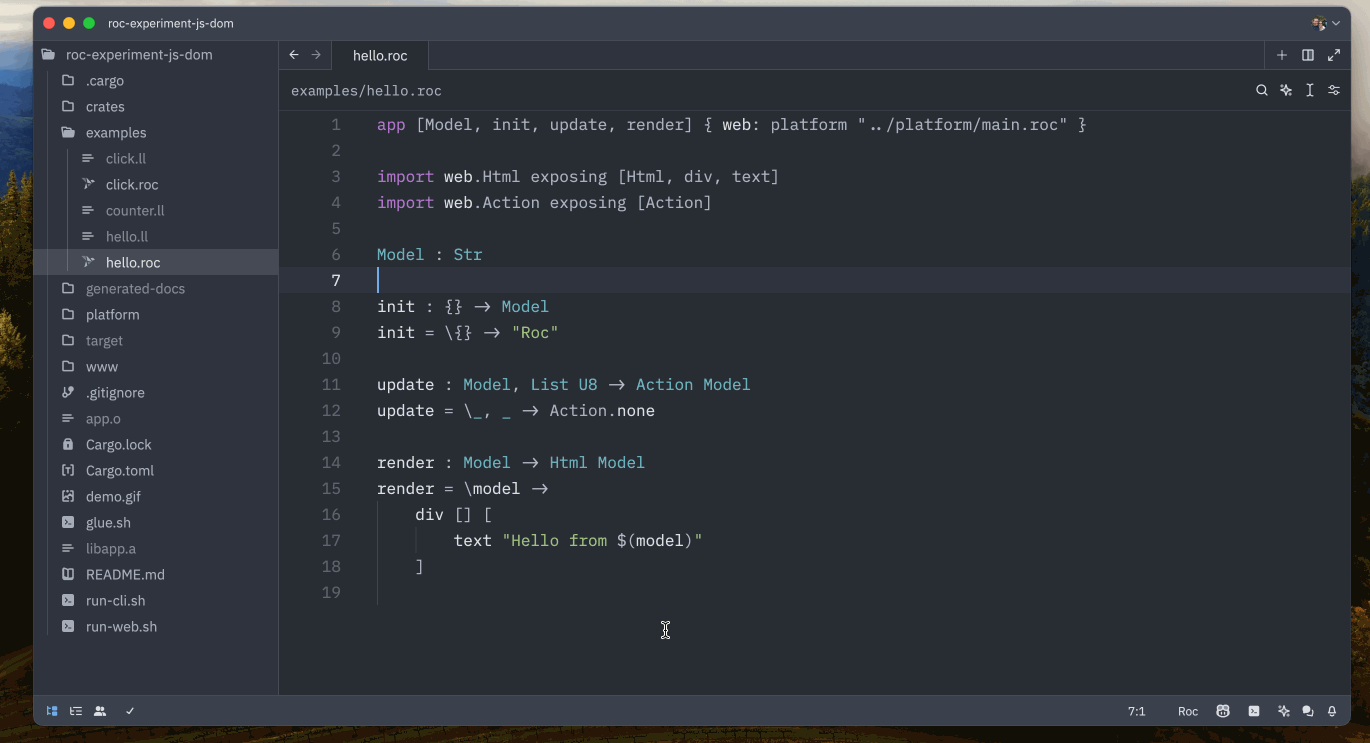 roc-experiment-js-dom
roc-experiment-js-dom
.cargo
crates
examples
click.ll
click.roc
counter.ll
hello.ll
hello.roc
generated-docs
platform
target
www
.gitignore
app.o
Cargo.lock
Cargo.toml
demo.gif
glue.sh
libapp.a
README.md
run-cli.sh
run-web.sh
hello.roc
examples/hello.roc
1 app [Model, init, update, render] { web: platform "../platform/main.roc" }
2
3 import web.Html exposing [Html, div, text]
4 import web.Action exposing [Action]
5
6 Model : Str
7
8 init : {} -> Model
9 init = \{} -> "Roc"
10
11 update : Model, List U8 -> Action Model
12 update = \_, _ -> Action.none
13
14 render : Model -> Html Model
15 render = \model ->
16     div [] [
17         text "Hello from $(model)"
18     ]
19
7:1 Roc